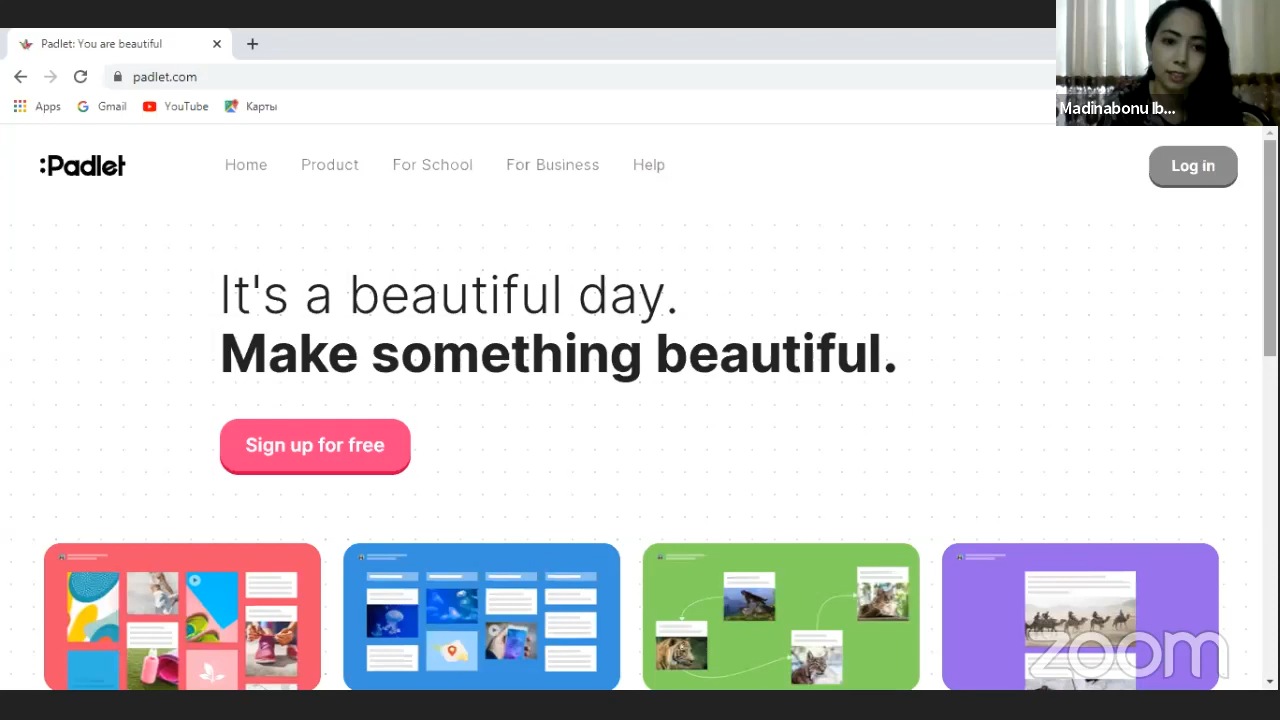 Padlet: You are beautiful
padlet.com
Apps Gmail YouTube Карты
Madinabonu Ib...
:Padlet Home Product For School For Business Help Log in
It's a beautiful day.
Make something beautiful.
Sign up for free
zoom